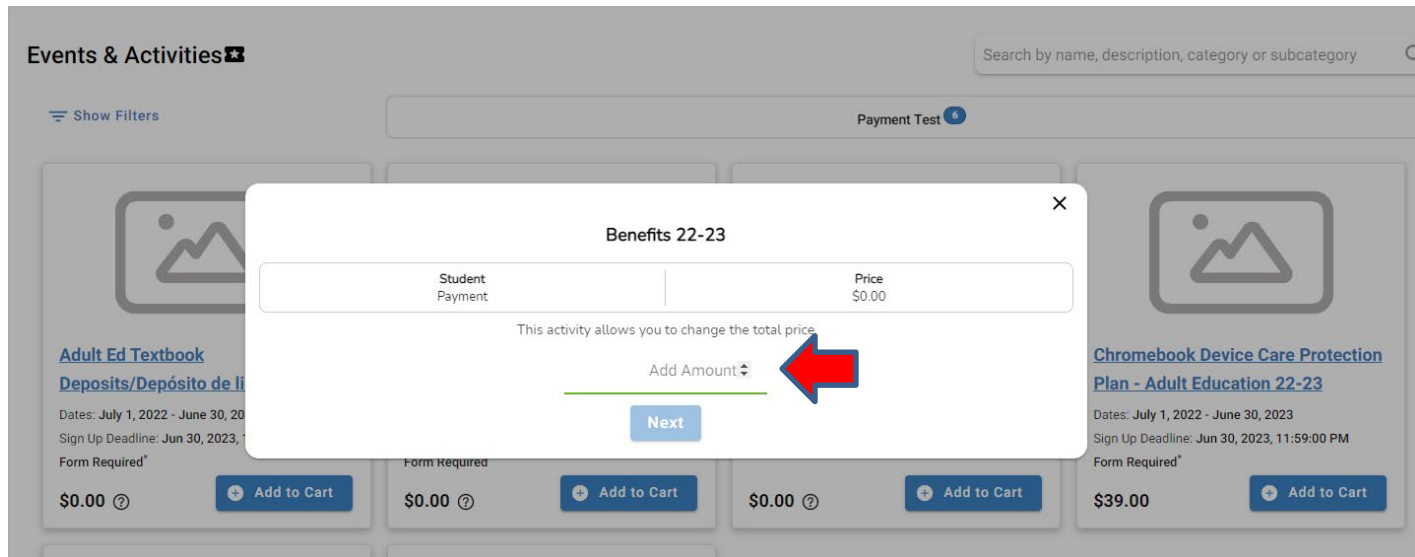 Events & Activities
Search by name, description, category or subcategory
Show Filters
Payment Test 6
Benefits 22-23
Student
Payment
Price
$0.00
This activity allows you to change the total price
Add Amount
Next
Adult Ed Textbook
Deposits/Depósito de li
Dates: July 1, 2022 - June 30, 20
Sign Up Deadline: Jun 30, 2023,
Form Required*
$0.00
Add to Cart
Form Required
$0.00
Add to Cart
$0.00
Add to Cart
Chromebook Device Care Protection
Plan - Adult Education 22-23
Dates: July 1, 2022 - June 30, 2023
Sign Up Deadline: Jun 30, 2023, 11:59:00 PM
Form Required*
$39.00
Add to Cart